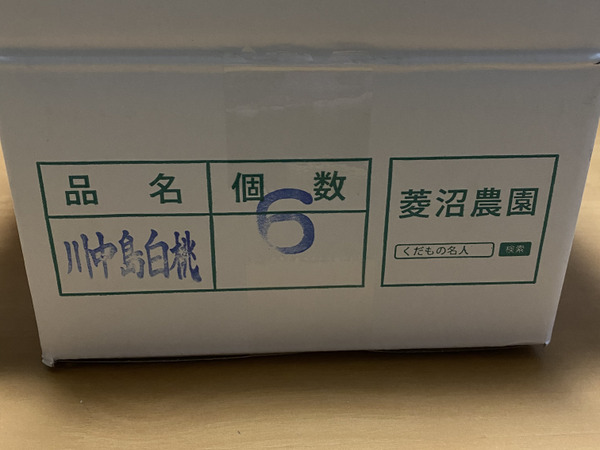 品名 個数
川中島白桃 6
菱沼農園
くだもの名人 検索